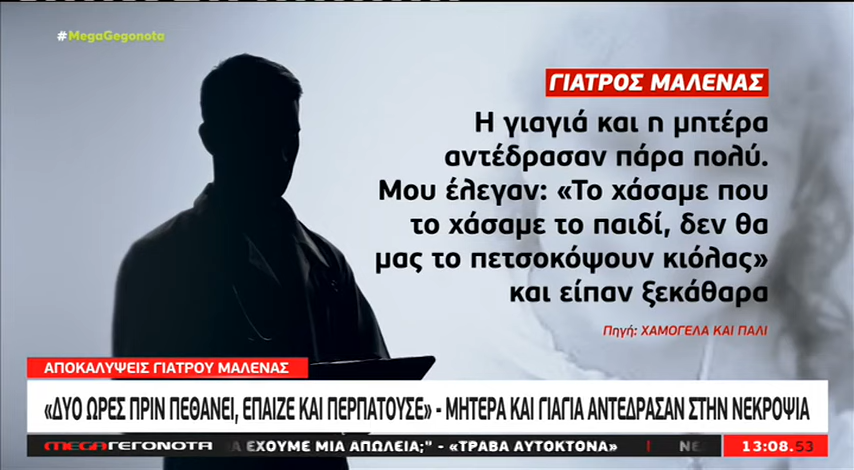 #MegaGegonota
ΓΙΑΤΡΟΣ ΜΑΛΕΝΑΣ
Η γιαγιά και η μητέρα
αντέδρασαν πάρα πολύ.
Μου έλεγαν: «Το χάσαμε που
το χάσαμε το παιδί, δεν θα
μας το πετσοκόψουν κιόλας»
και είπαν ξεκάθαρα
Πηγή: ΧΑΜΟΓΕΛΑ ΚΑΙ ΠΑΛΙ
ΑΠΟΚΑΛΥΨΕΙΣ ΓΙΑΤΡΟΥ ΜΑΛΕΝΑΣ
«ΔΥΟ ΩΡΕΣ ΠΡΙΝ ΠΕΘΑΝΕΙ, ΕΠΑΙΖΕ ΚΑΙ ΠΕΡΠΑΤΟΥΣΕ» - ΜΗΤΕΡΑ ΚΑΙ ΓΙΑΓΙΑ ΑΝΤΕΔΡΑΣΑΝ ΣΤΗΝ ΝΕΚΡΟΨΙΑ
MEGAΓΕΓΟΝΟΤΑ Α ΕΧΟΥΜΕ ΜΙΑ ΑΠΩΛΕΙΑ;" - «ΤΡΑΒΑ ΑΥΤΟΚΤΟΝΑ» | ΝΕ 13:08.53